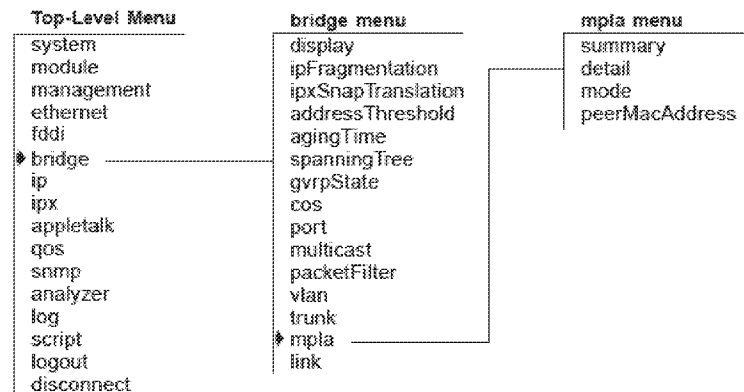 Top-Level Menu
system
module
management
ethernet
fddi
bridge
ip
ipx
appletalk
qos
snmp
analyzer
log
script
logout
disconnect
bridge menu
display
ipFragmentation
ipxSnapTranslation
addressThreshold
agingTime
spanningTree
gvrpState
cos
port
multicast
packetFilter
vlan
trunk
mpla
link
mpla menu
summary
detail
mode
peerMacAddress